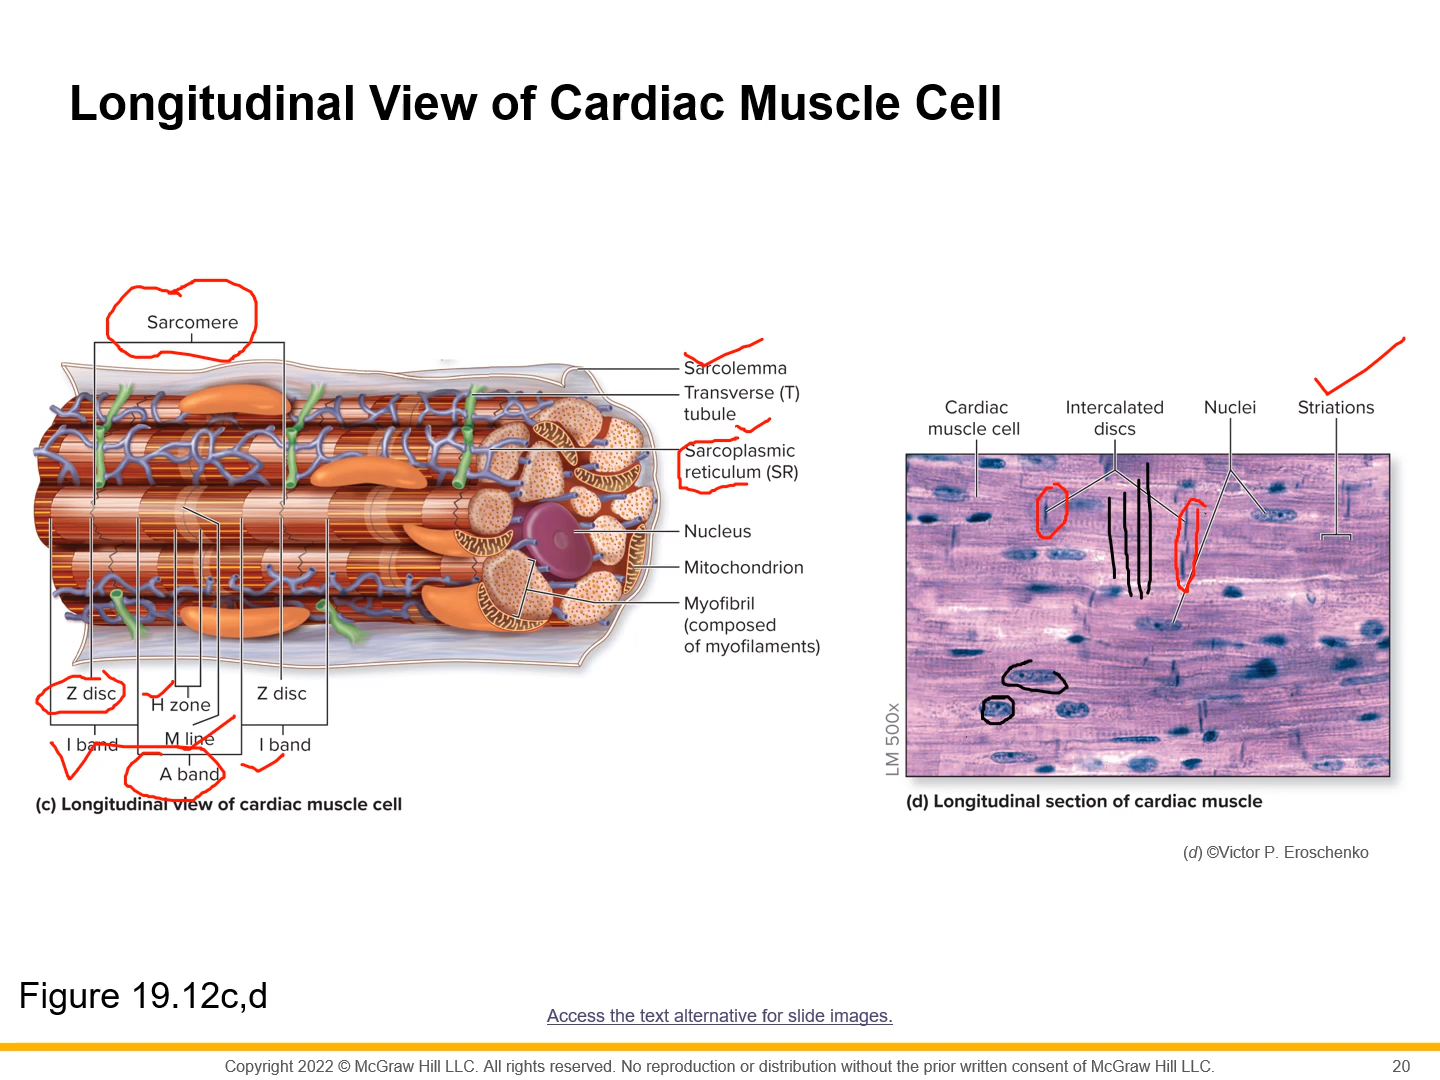 Longitudinal View of Cardiac Muscle Cell
Sarcomere
Sarcolemma
Transverse (T)
tubule
Sarcoplasmic
reticulum (SR)
Nucleus
Mitochondrion
Myofibril
(composed
of myofilaments)
Z disc
H zone
Z disc
M line
I band
I band
A band
(c) Longitudinal view of cardiac muscle cell
Cardiac
muscle cell
Intercalated
discs
Nuclei
Striations
LM 500x
(d) Longitudinal section of cardiac muscle
(d) ©Victor P. Eroschenko
Figure 19.12c,d
Access the text alternative for slide images.
Copyright 2022 © McGraw Hill LLC. All rights reserved. No reproduction or distribution without the prior written consent of McGraw Hill LLC.
20